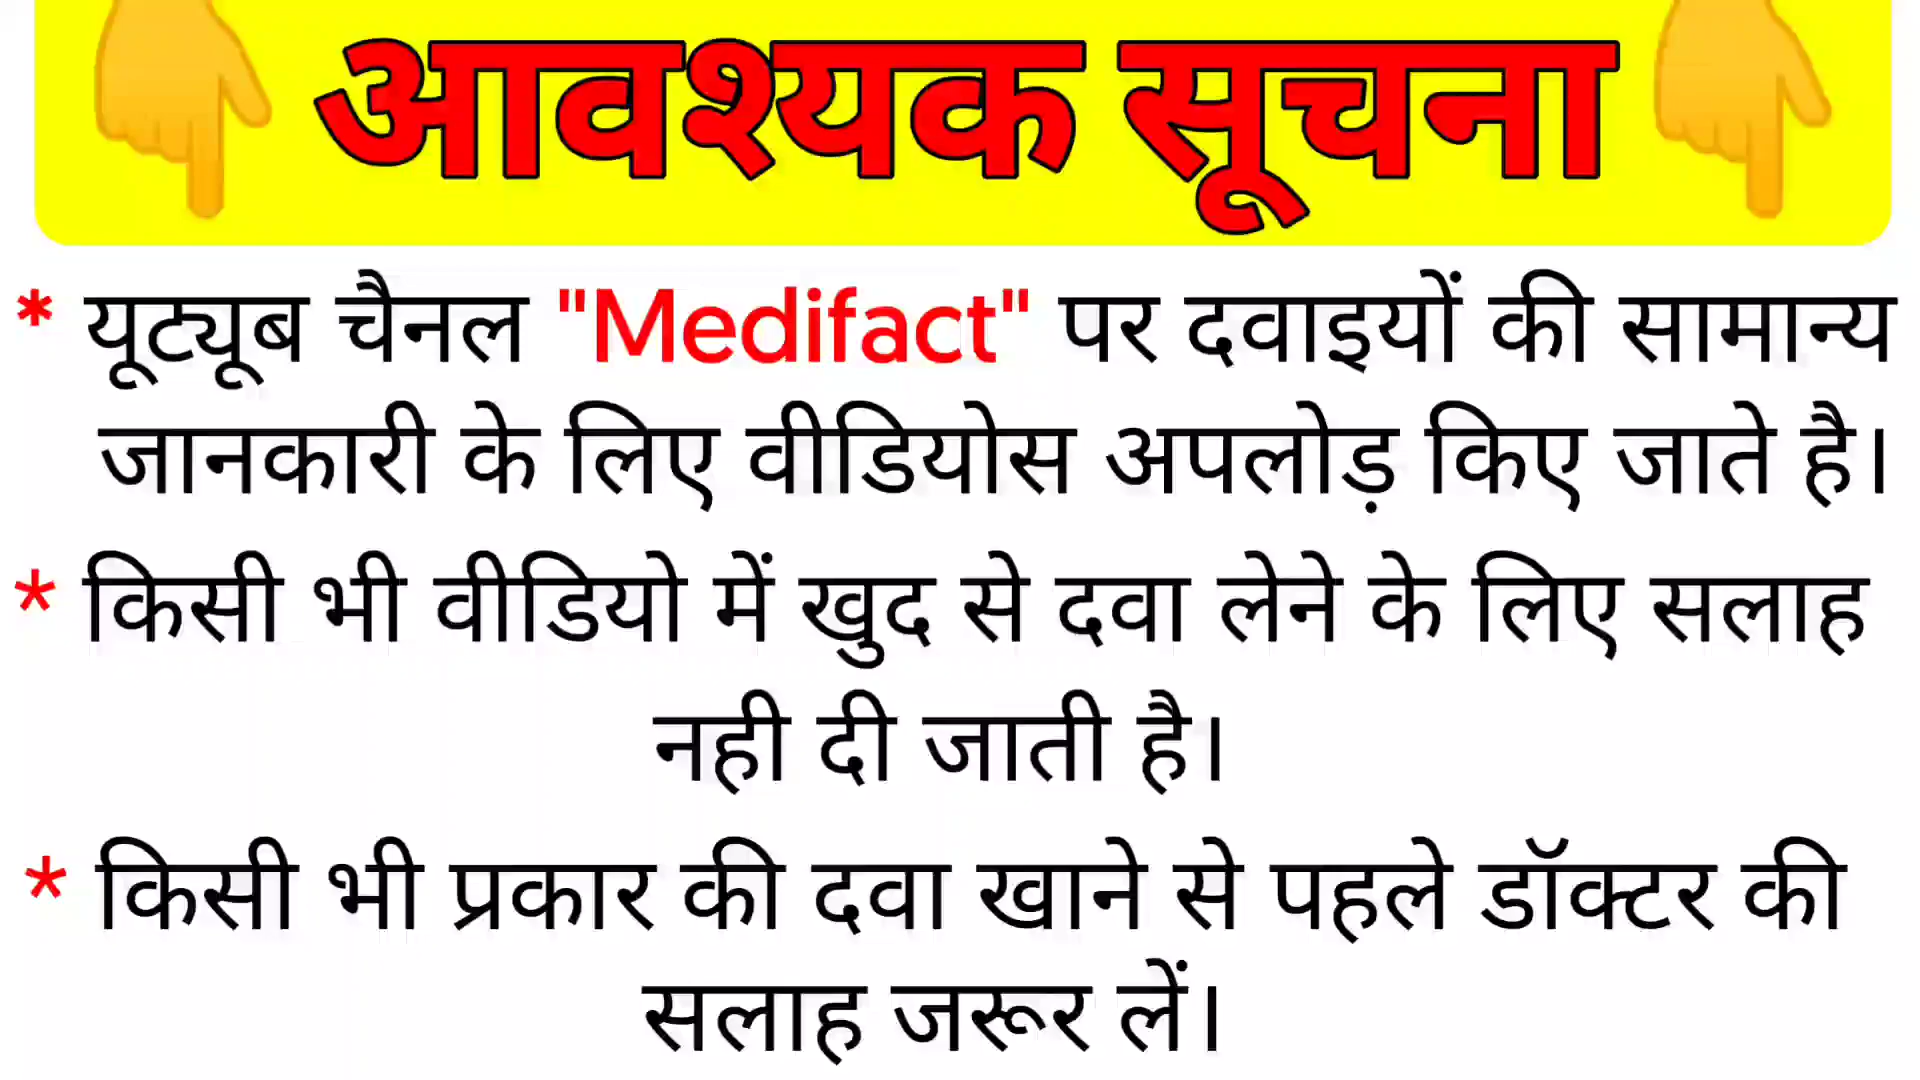 आवश्यक सूचना
* यूट्यूब चैनल "Medifact" पर दवाइयों की सामान्य
जानकारी के लिए वीडियोस अपलोड़ किए जाते है।
* किसी भी वीडियो में खुद से दवा लेने के लिए सलाह
नही दी जाती है।
* किसी भी प्रकार की दवा खाने से पहले डॉक्टर की
सलाह जरूर लें।